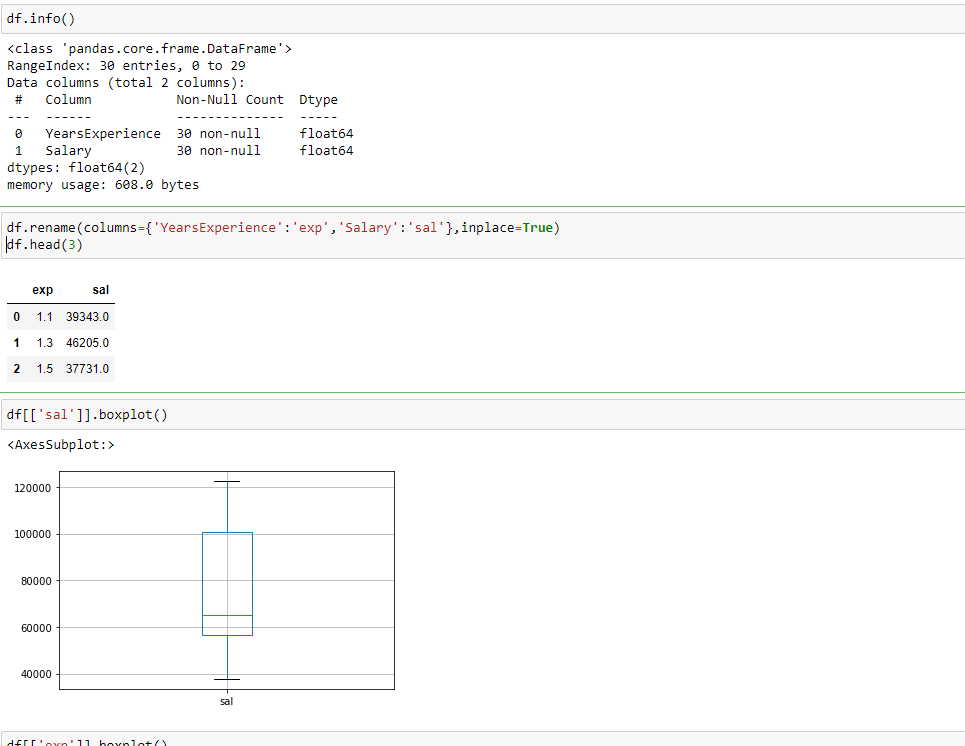 df.info()
<class 'pandas.core.frame.DataFrame'>
RangeIndex: 30 entries, 0 to 29
Data columns (total 2 columns):
 #   Column           Non-Null Count  Dtype
---  ------           --------------  -----
 0   YearsExperience  30 non-null     float64
 1   Salary           30 non-null     float64
dtypes: float64(2)
memory usage: 608.0 bytes
df.rename(columns={'YearsExperience':'exp','Salary':'sal'},inplace=True)
df.head(3)
exp sal
0 1.1 39343.0
1 1.3 46205.0
2 1.5 37731.0
df[['sal']].boxplot()
<AxesSubplot:>
120000
100000
80000
60000
40000
sal
df[['exp']].boxplot()